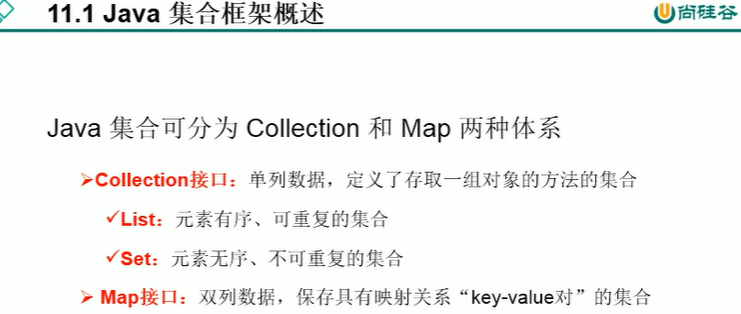 11.1 Java 集合框架概述
尚硅谷
Java 集合可分为 Collection 和 Map 两种体系
➢Collection接口：单列数据，定义了存取一组对象的方法的集合
✓List：元素有序、可重复的集合
✓Set：元素无序、不可重复的集合
➢ Map接口：双列数据，保存具有映射关系“key-value对”的集合